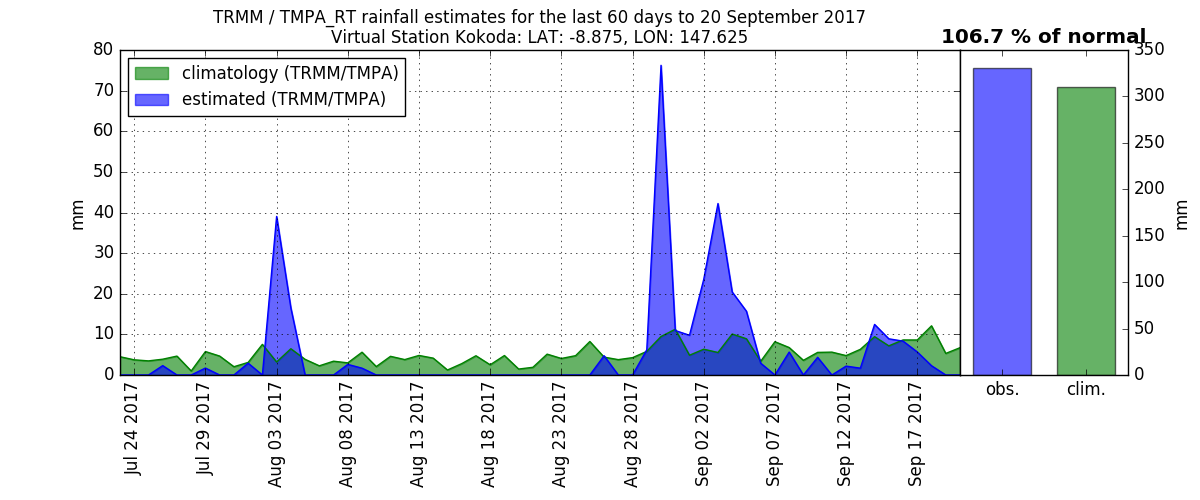 TRMM / TMPA_RT rainfall estimates for the last 60 days to 20 September 2017
Virtual Station Kokoda: LAT: -8.875, LON: 147.625
106.7 % of normal
climatology (TRMM/TMPA)
estimated (TRMM/TMPA)
80
70
60
50
40
30
20
10
0
mm
Jul 24 2017
Jul 29 2017
Aug 03 2017
Aug 08 2017
Aug 13 2017
Aug 18 2017
Aug 23 2017
Aug 28 2017
Sep 02 2017
Sep 07 2017
Sep 12 2017
Sep 17 2017
350
300
250
200
150
100
50
0
mm
obs.
clim.